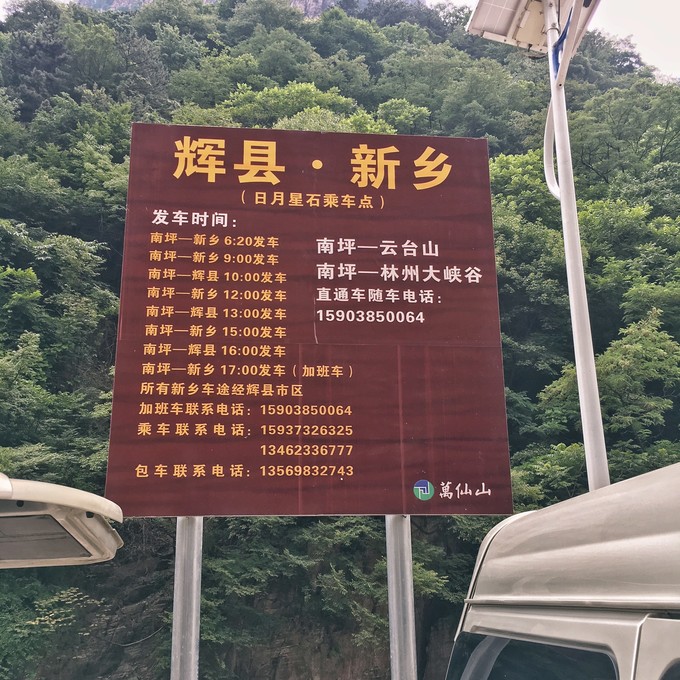 辉县·新乡
（日月星石乘车点）
发车时间：
南坪—新乡 6:20发车
南坪—新乡 9:00发车
南坪—辉县 10:00发车
南坪—新乡 12:00发车
南坪—辉县 13:00发车
南坪—新乡 15:00发车
南坪—辉县 16:00发车
南坪—新乡 17:00发车（加班车）
所有新乡车途经辉县市区
加班车联系电话：15903850064
乘车联系电话：15937326325
13462336777
包车联系电话：13569832743
南坪—云台山
南坪—林州大峡谷
直通车随车电话：
15903850064
萬仙山